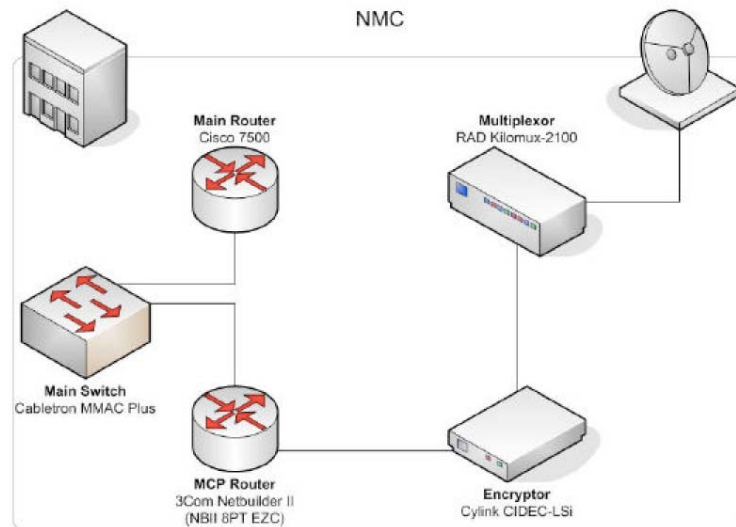 NMC
Main Router
Cisco 7500
Multiplexor
RAD Kilomux-2100
Main Switch
Cabletron MMAC Plus
MCP Router
3Com Netbuilder II
(NBII 8PT EZC)
Encryptor
Cylink CIDEC-LSi